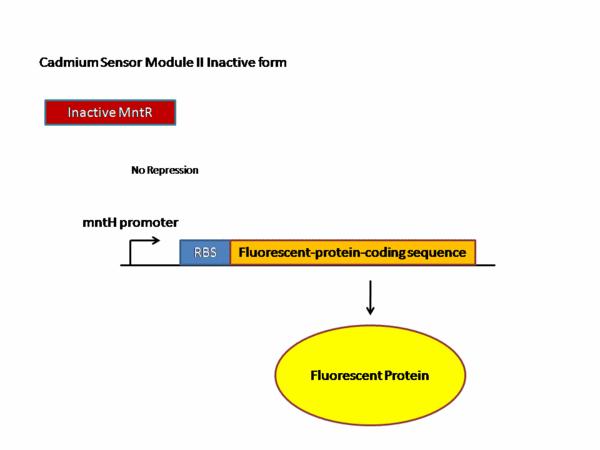 Cadmium Sensor Module II Inactive form
Inactive MntR
No Repression
mntH promoter
RBS
Fluorescent-protein-coding sequence
Fluorescent Protein